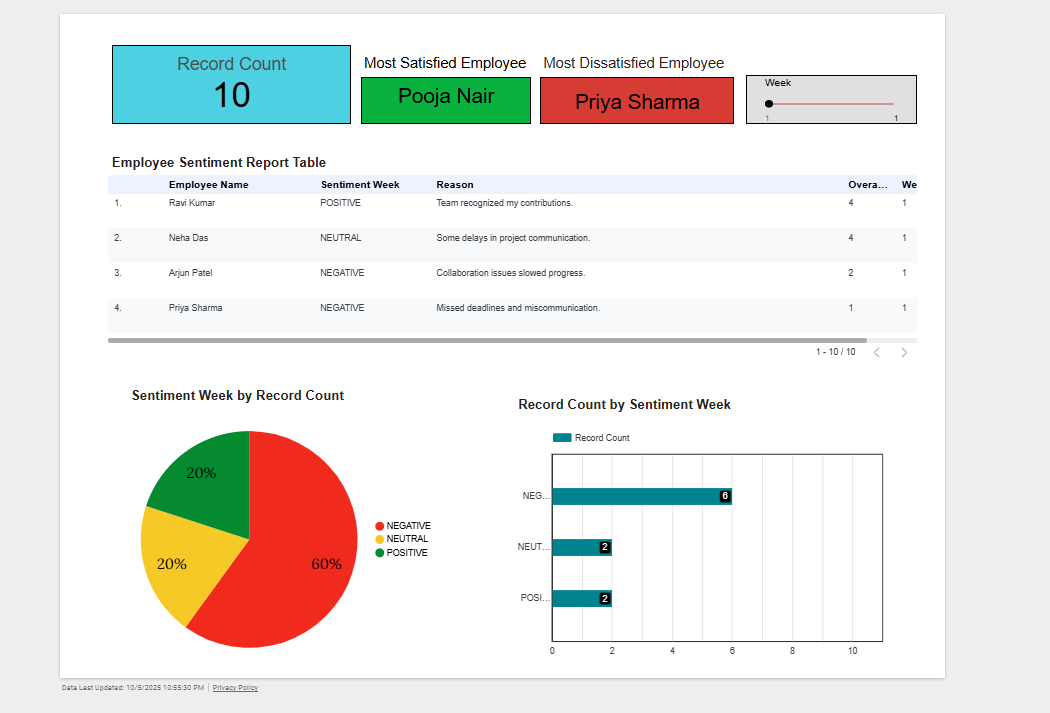 Record Count
10
Most Satisfied Employee
Pooja Nair
Most Dissatisfied Employee
Priya Sharma
Week
1 1
Employee Sentiment Report Table
Employee Name Sentiment Week Reason Overa... We
1. Ravi Kumar POSITIVE Team recognized my contributions. 4 1
2. Neha Das NEUTRAL Some delays in project communication. 4 1
3. Arjun Patel NEGATIVE Collaboration issues slowed progress. 2 1
4. Priya Sharma NEGATIVE Missed deadlines and miscommunication. 1 1
1 - 10 / 10
Sentiment Week by Record Count
20%
20%
60%
NEGATIVE
NEUTRAL
POSITIVE
Record Count by Sentiment Week
Record Count
NEG... 6
NEUT... 2
POSI... 2
0 2 4 6 8 10
Data Last Updated: 10/5/2025 10:55:30 PM | Privacy Policy